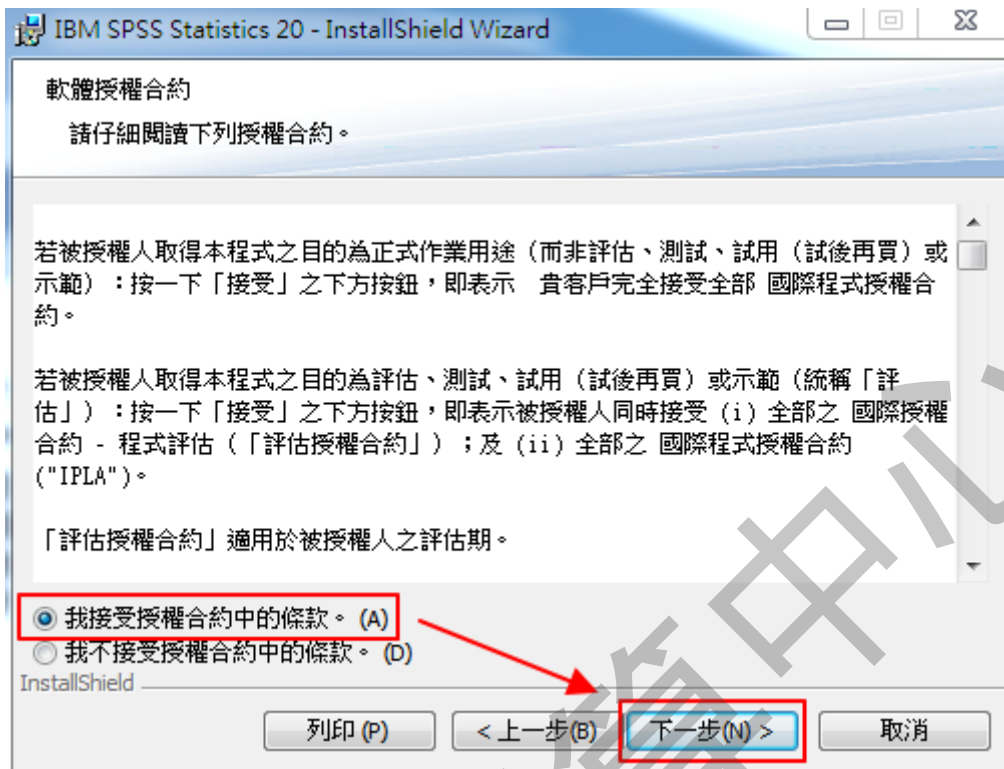 IBM SPSS Statistics 20 - InstallShield Wizard
軟體授權合約
請仔細閱讀下列授權合約。
若被授權人取得本程式之目的為正式作業用途（而非評估、測試、試用（試後再買）或
示範）：按一下「接受」之下方按鈕，即表示 貴客戶完全接受全部 國際程式授權合
約。
若被授權人取得本程式之目的為評估、測試、試用（試後再買）或示範（統稱「評
估」）：按一下「接受」之下方按鈕，即表示被授權人同時接受 (i) 全部之 國際授權
合約 - 程式評估（「評估授權合約」）；及 (ii) 全部之 國際程式授權合約
("IPLA")。
「評估授權合約」適用於被授權人之評估期。
我接受授權合約中的條款。 (A)
我不接受授權合約中的條款。 (D)
InstallShield
列印 (P)
< 上一步(B)
下一步(N) >
取消
中心